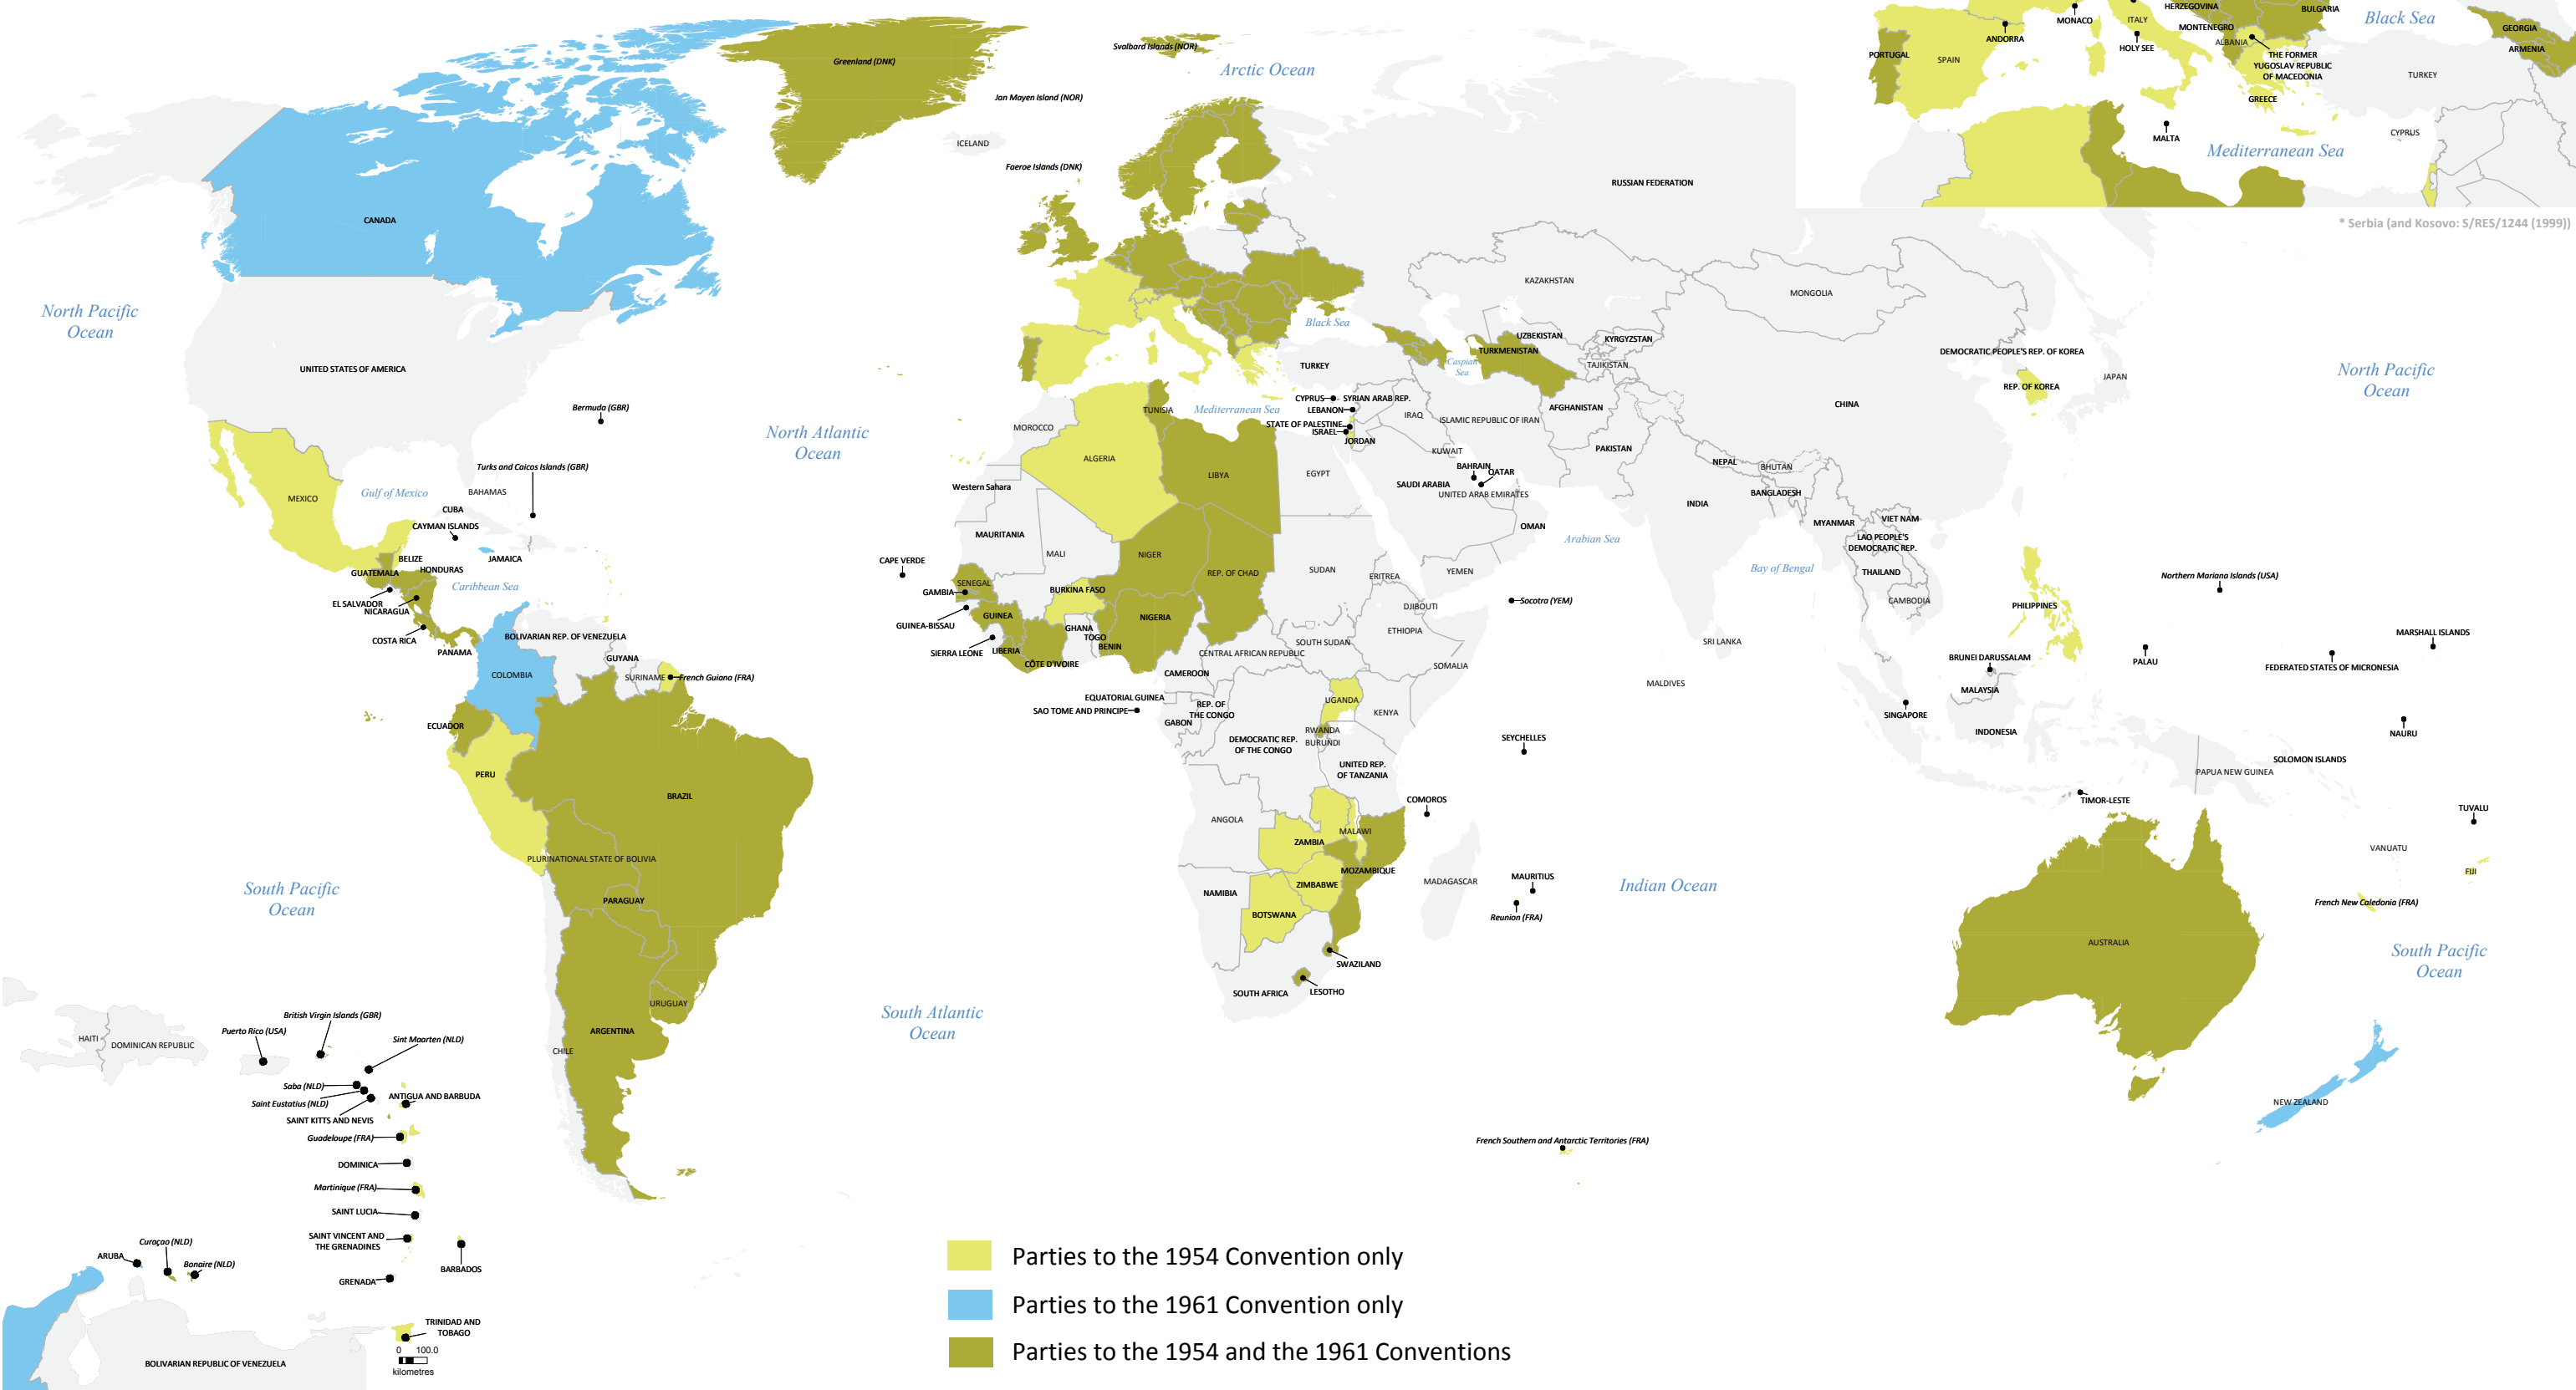 Greenland (DNK)
Svalbard Islands (NOR)
Arctic Ocean
Jan Mayen Island (NOR)
ICELAND
Faeroe Islands (DNK)
RUSSIAN FEDERATION
HERZEGOVINA
BULGARIA
Black Sea
MONACO
ITALY
MONTENEGRO
GEORGIA
ANDORRA
HOLY SEE
ALBANIA
ARMENIA
PORTUGAL
SPAIN
THE FORMER
YUGOSLAV REPUBLIC
OF MACEDONIA
TURKEY
GREECE
MALTA
CYPRUS
Mediterranean Sea
* Serbia (and Kosovo: S/RES/1244 (1999))
CANADA
North Pacific
Ocean
UNITED STATES OF AMERICA
Bermuda (GBR)
North Atlantic
Ocean
Turks and Caicos Islands (GBR)
MEXICO
Gulf of Mexico
BAHAMAS
CUBA
CAYMAN ISLANDS
BELIZE
JAMAICA
GUATEMALA
HONDURAS
Caribbean Sea
EL SALVADOR
NICARAGUA
COSTA RICA
PANAMA
BOLIVARIAN REP. OF VENEZUELA
GUYANA
SURINAME
French Guiana (FRA)
COLOMBIA
ECUADOR
PERU
BRAZIL
PLURINATIONAL STATE OF BOLIVIA
PARAGUAY
URUGUAY
ARGENTINA
CHILE
South Pacific
Ocean
South Atlantic
Ocean
Black Sea
Caspian
Sea
KAZAKHSTAN
MONGOLIA
UZBEKISTAN
KYRGYZSTAN
TURKMENISTAN
TAJIKISTAN
TURKEY
DEMOCRATIC PEOPLE'S REP. OF KOREA
REP. OF KOREA
JAPAN
North Pacific
Ocean
CHINA
CYPRUS
SYRIAN ARAB REP.
LEBANON
STATE OF PALESTINE
ISRAEL
JORDAN
IRAQ
ISLAMIC REPUBLIC OF IRAN
AFGHANISTAN
PAKISTAN
KUWAIT
BAHRAIN
QATAR
SAUDI ARABIA
UNITED ARAB EMIRATES
OMAN
YEMEN
Arabian Sea
NEPAL
BHUTAN
BANGLADESH
INDIA
MYANMAR
VIET NAM
LAO PEOPLE'S
DEMOCRATIC REP.
THAILAND
CAMBODIA
Bay of Bengal
SRI LANKA
MALDIVES
Socotra (YEM)
MOROCCO
TUNISIA
Mediterranean Sea
ALGERIA
LIBYA
EGYPT
Western Sahara
MAURITANIA
MALI
NIGER
REP. OF CHAD
SUDAN
ERITREA
DJIBOUTI
ETHIOPIA
SOMALIA
CAPE VERDE
SENEGAL
GAMBIA
BURKINA FASO
GUINEA-BISSAU
GUINEA
NIGERIA
GHANA
TOGO
BENIN
SIERRA LEONE
LIBERIA
CÔTE D'IVOIRE
SOUTH SUDAN
CENTRAL AFRICAN REPUBLIC
CAMEROON
EQUATORIAL GUINEA
SAO TOME AND PRINCIPE
REP. OF
THE CONGO
GABON
UGANDA
KENYA
RWANDA
BURUNDI
DEMOCRATIC REP.
OF THE CONGO
UNITED REP.
OF TANZANIA
SEYCHELLES
COMOROS
ANGOLA
MALAWI
ZAMBIA
MOZAMBIQUE
ZIMBABWE
NAMIBIA
BOTSWANA
MADAGASCAR
MAURITIUS
Reunion (FRA)
Indian Ocean
SWAZILAND
LESOTHO
SOUTH AFRICA
French Southern and Antarctic Territories (FRA)
PHILIPPINES
Northern Mariana Islands (USA)
MARSHALL ISLANDS
PALAU
FEDERATED STATES OF MICRONESIA
BRUNEI DARUSSALAM
MALAYSIA
SINGAPORE
INDONESIA
NAURU
PAPUA NEW GUINEA
SOLOMON ISLANDS
TIMOR-LESTE
TUVALU
VANUATU
FIJI
French New Caledonia (FRA)
AUSTRALIA
South Pacific
Ocean
NEW ZEALAND
HAITI
DOMINICAN REPUBLIC
Puerto Rico (USA)
British Virgin Islands (GBR)
Sint Maarten (NLD)
Saba (NLD)
Saint Eustatius (NLD)
SAINT KITTS AND NEVIS
ANTIGUA AND BARBUDA
Guadeloupe (FRA)
DOMINICA
Martinique (FRA)
SAINT LUCIA
SAINT VINCENT AND
THE GRENADINES
BARBADOS
GRENADA
ARUBA
Curaçao (NLD)
Bonaire (NLD)
TRINIDAD AND
TOBAGO
0 100.0
kilometres
BOLIVARIAN REPUBLIC OF VENEZUELA
Parties to the 1954 Convention only
Parties to the 1961 Convention only
Parties to the 1954 and the 1961 Conventions